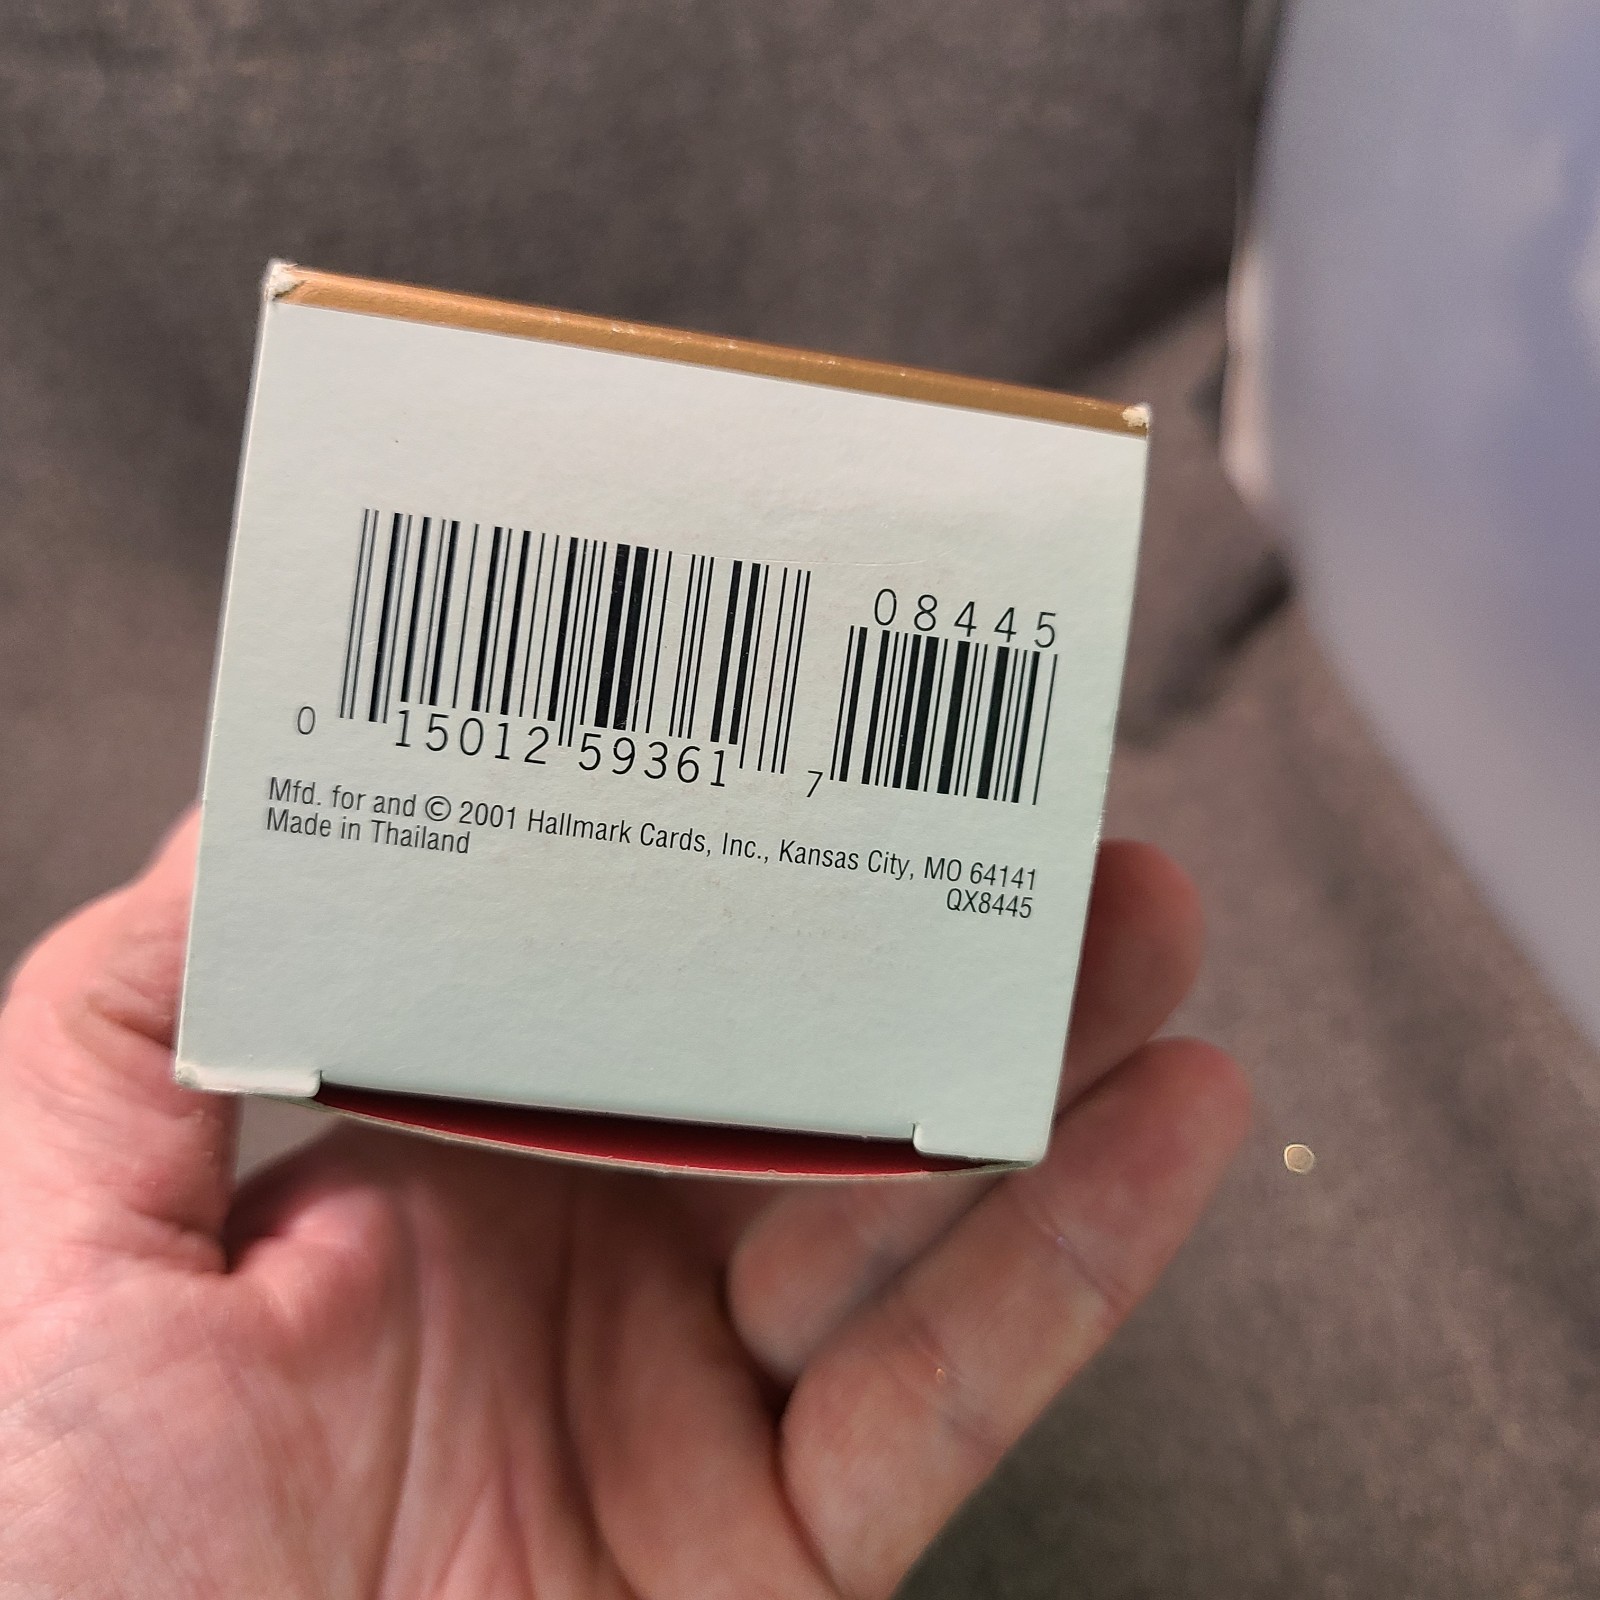 08445
0 15012 59361 7
Mfd. for and © 2001 Hallmark Cards, Inc., Kansas City, MO 64141
Made in Thailand
QX8445